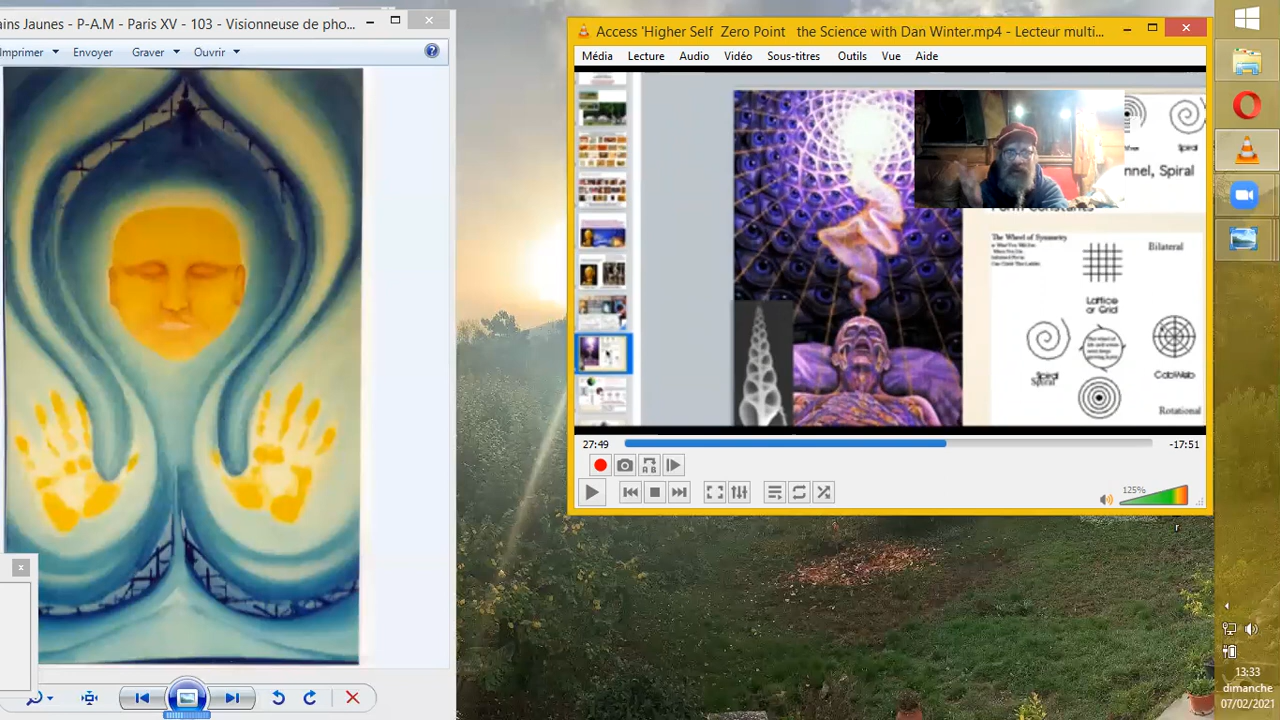 ains Jaunes - P-A.M - Paris XV - 103 - Visionneuse de pho...
Imprimer Envoyer Graver Ouvrir
Access 'Higher Self Zero Point the Science with Dan Winter.mp4 - Lecteur multi...
Média Lecture Audio Vidéo Sous-titres Outils Vue Aide
Spiral
nnel, Spiral
Form Constants
The Wheel of Symmetry
Bilateral
Lattice
or Grid
Spiral
Spiral
CobWeb
Rotational
27:49
-17:51
125%
r
13:33
dimanche
07/02/2021